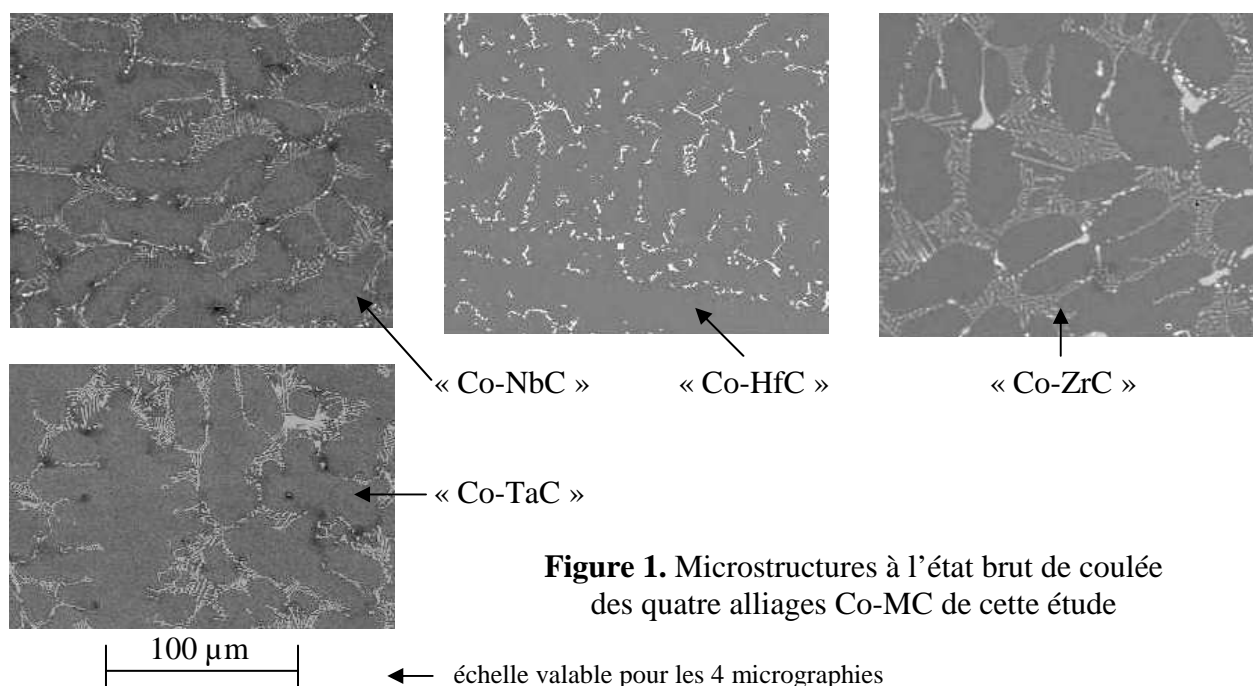 « Co-NbC »
« Co-HfC »
« Co-ZrC »
« Co-TaC »
Figure 1. Microstructures à l’état brut de coulée
des quatre alliages Co-MC de cette étude
100 µm
échelle valable pour les 4 micrographies